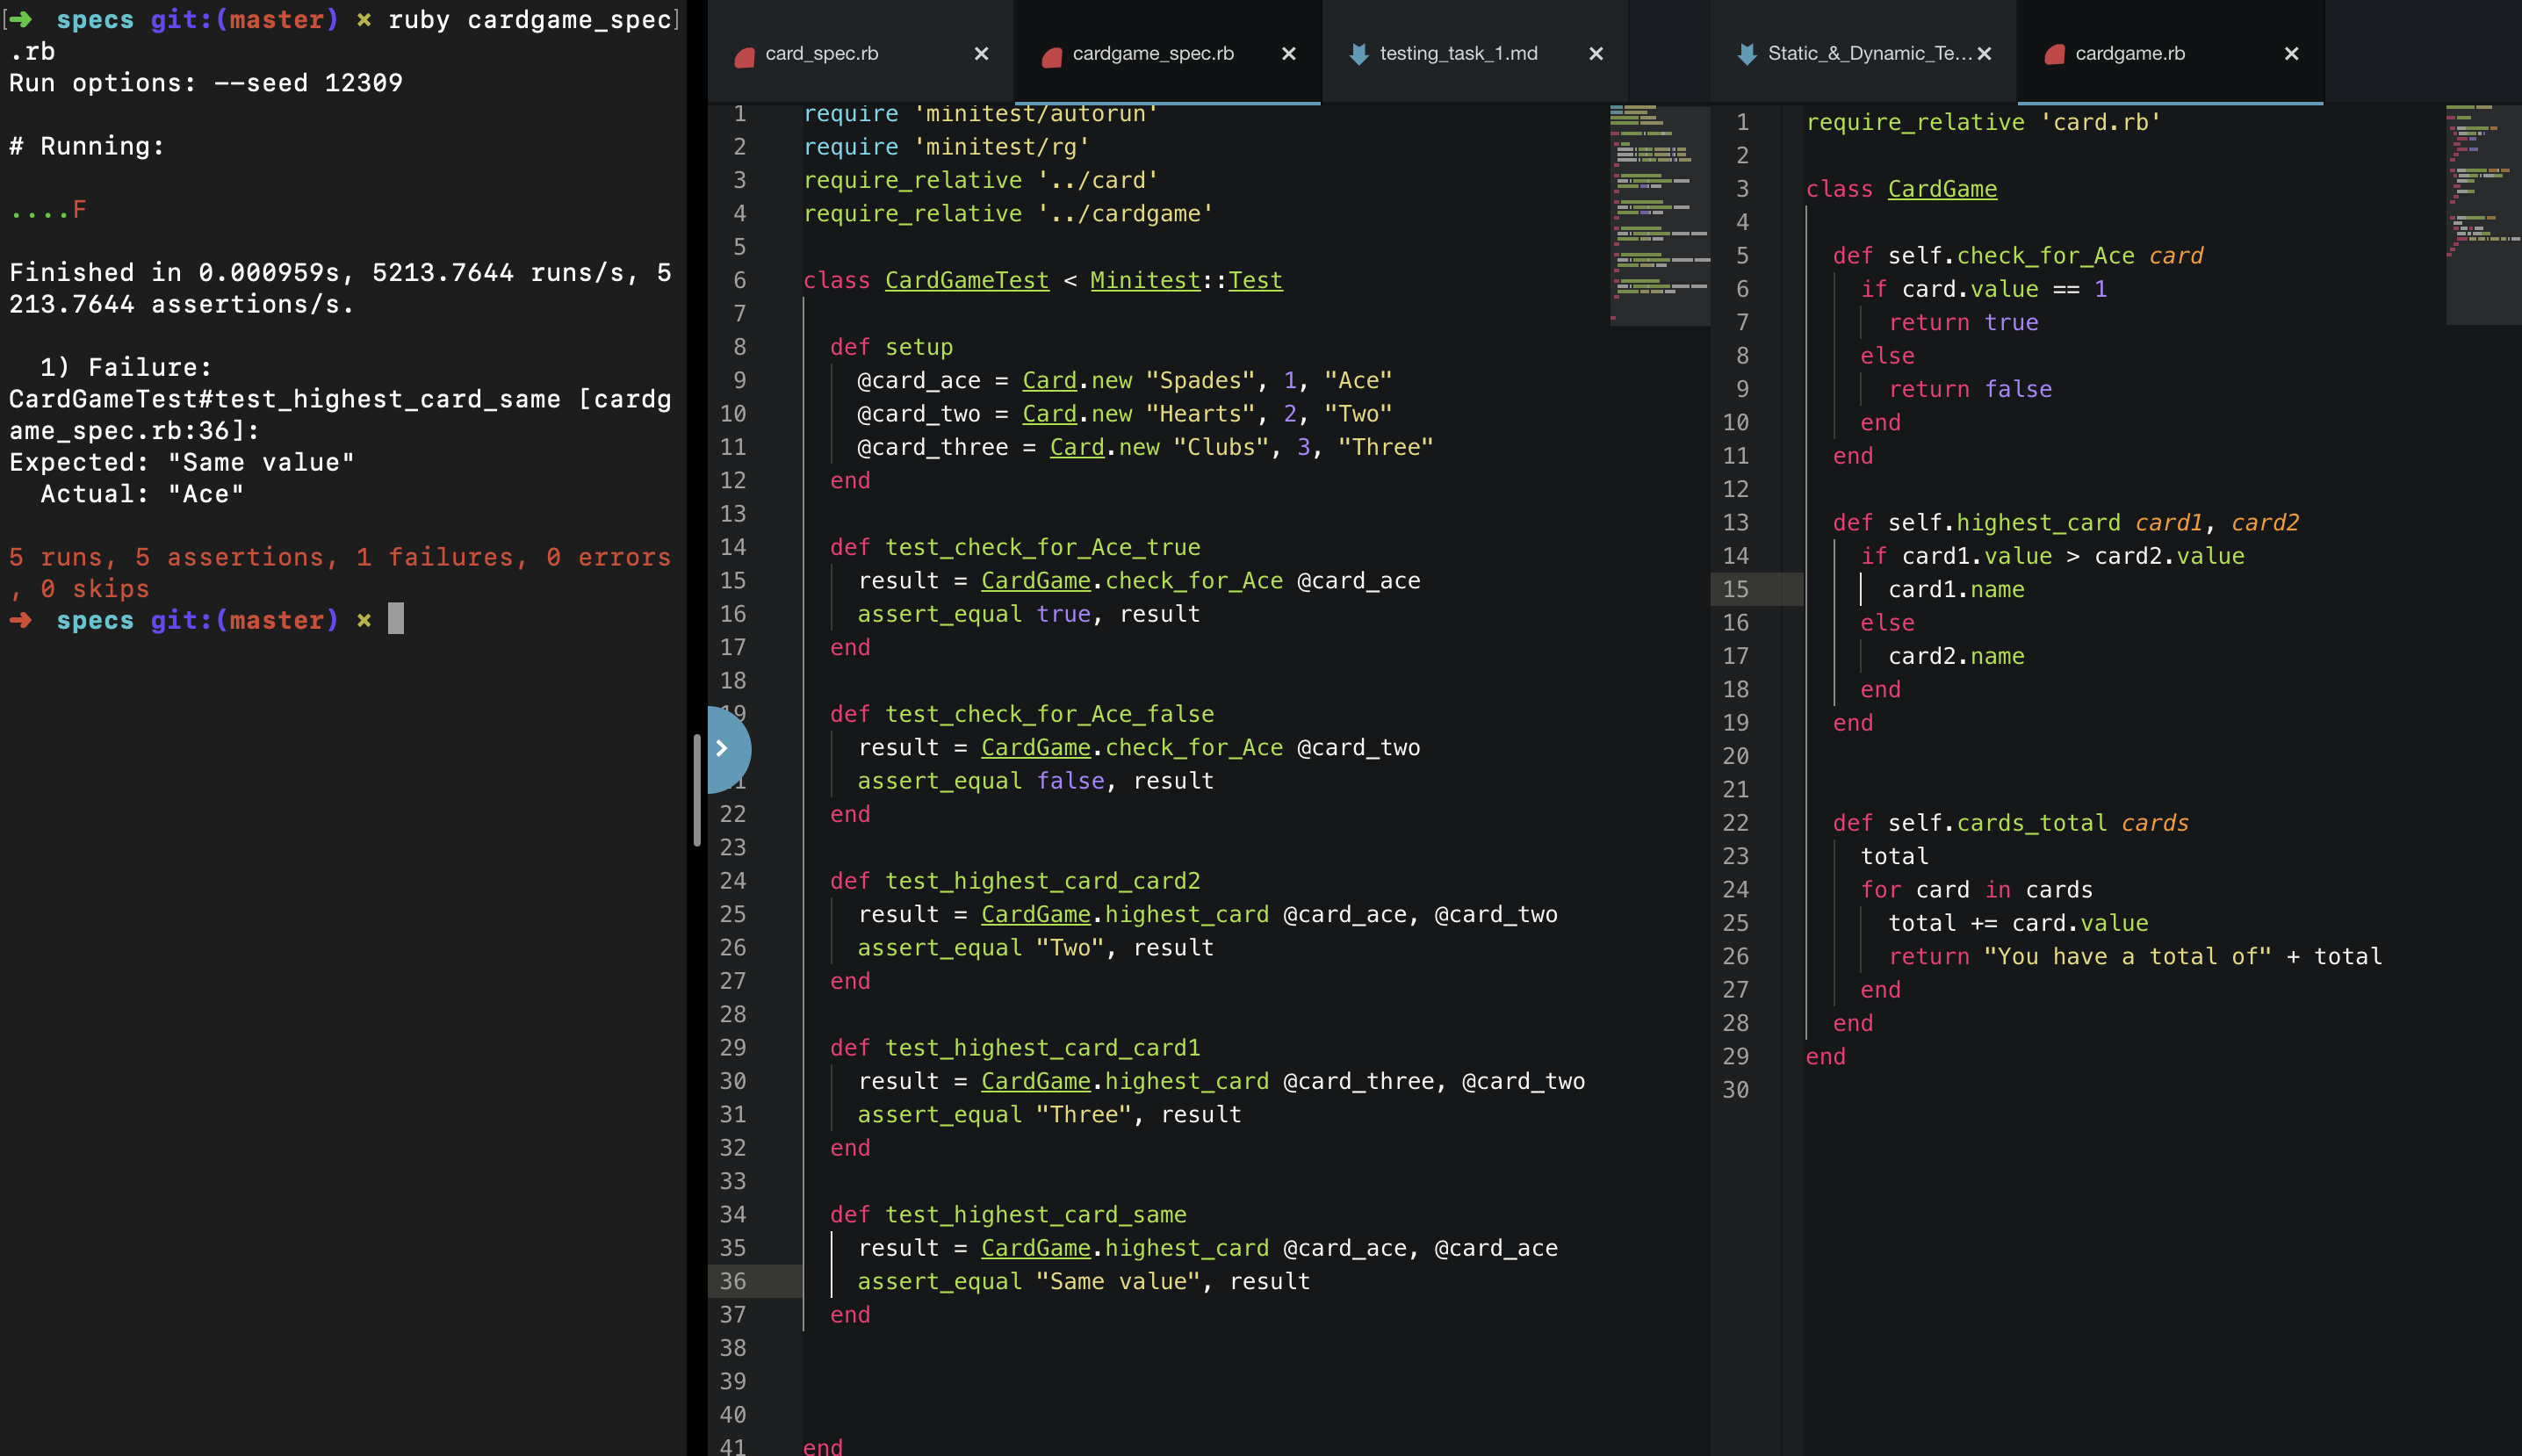 [➜  specs git:(master) ✗ ruby cardgame_spec]
.rb
Run options: --seed 12309
# Running:
....F
Finished in 0.000959s, 5213.7644 runs/s, 5
213.7644 assertions/s.
  1) Failure:
CardGameTest#test_highest_card_same [cardg
ame_spec.rb:36]:
Expected: "Same value"
  Actual: "Ace"
5 runs, 5 assertions, 1 failures, 0 errors
, 0 skips
➜  specs git:(master) ✗
card_spec.rb ×
cardgame_spec.rb ×
testing_task_1.md ×
1 require 'minitest/autorun'
2 require 'minitest/rg'
3 require_relative '../card'
4 require_relative '../cardgame'
5
6 class CardGameTest < Minitest::Test
7
8   def setup
9     @card_ace = Card.new "Spades", 1, "Ace"
10     @card_two = Card.new "Hearts", 2, "Two"
11     @card_three = Card.new "Clubs", 3, "Three"
12   end
13
14   def test_check_for_Ace_true
15     result = CardGame.check_for_Ace @card_ace
16     assert_equal true, result
17   end
18
19   def test_check_for_Ace_false
    result = CardGame.check_for_Ace @card_two
    assert_equal false, result
22   end
23
24   def test_highest_card_card2
25     result = CardGame.highest_card @card_ace, @card_two
26     assert_equal "Two", result
27   end
28
29   def test_highest_card_card1
30     result = CardGame.highest_card @card_three, @card_two
31     assert_equal "Three", result
32   end
33
34   def test_highest_card_same
35     result = CardGame.highest_card @card_ace, @card_ace
36     assert_equal "Same value", result
37   end
38
39
40
41 end
Static_&_Dynamic_Te... ×
cardgame.rb ×
1 require_relative 'card.rb'
2
3 class CardGame
4
5   def self.check_for_Ace card
6     if card.value == 1
7       return true
8     else
9       return false
10     end
11   end
12
13   def self.highest_card card1, card2
14     if card1.value > card2.value
15       card1.name
16     else
17       card2.name
18     end
19   end
20
21
22   def self.cards_total cards
23     total
24     for card in cards
25       total += card.value
26       return "You have a total of" + total
27     end
28   end
29 end
30